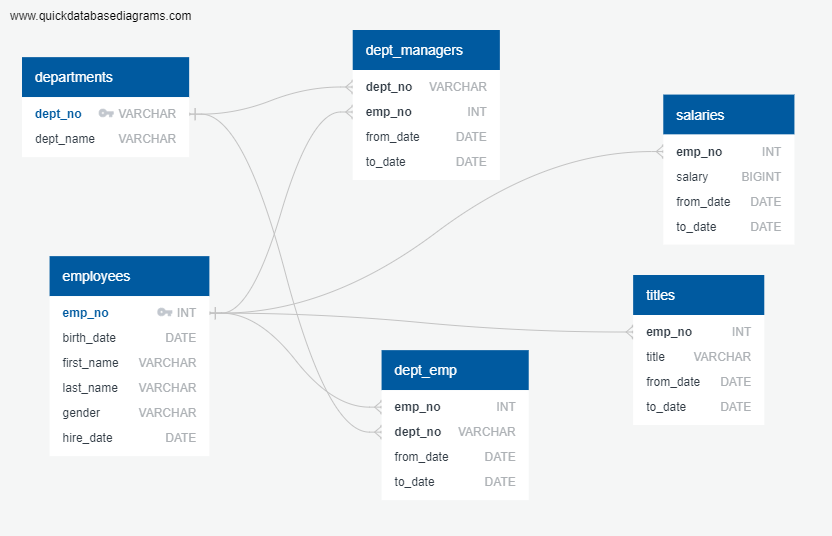 www.quickdatabasediagrams.com
departments
dept_no VARCHAR
dept_name VARCHAR
dept_managers
dept_no VARCHAR
emp_no INT
from_date DATE
to_date DATE
salaries
emp_no INT
salary BIGINT
from_date DATE
to_date DATE
employees
emp_no INT
birth_date DATE
first_name VARCHAR
last_name VARCHAR
gender VARCHAR
hire_date DATE
dept_emp
emp_no INT
dept_no VARCHAR
from_date DATE
to_date DATE
titles
emp_no INT
title VARCHAR
from_date DATE
to_date DATE